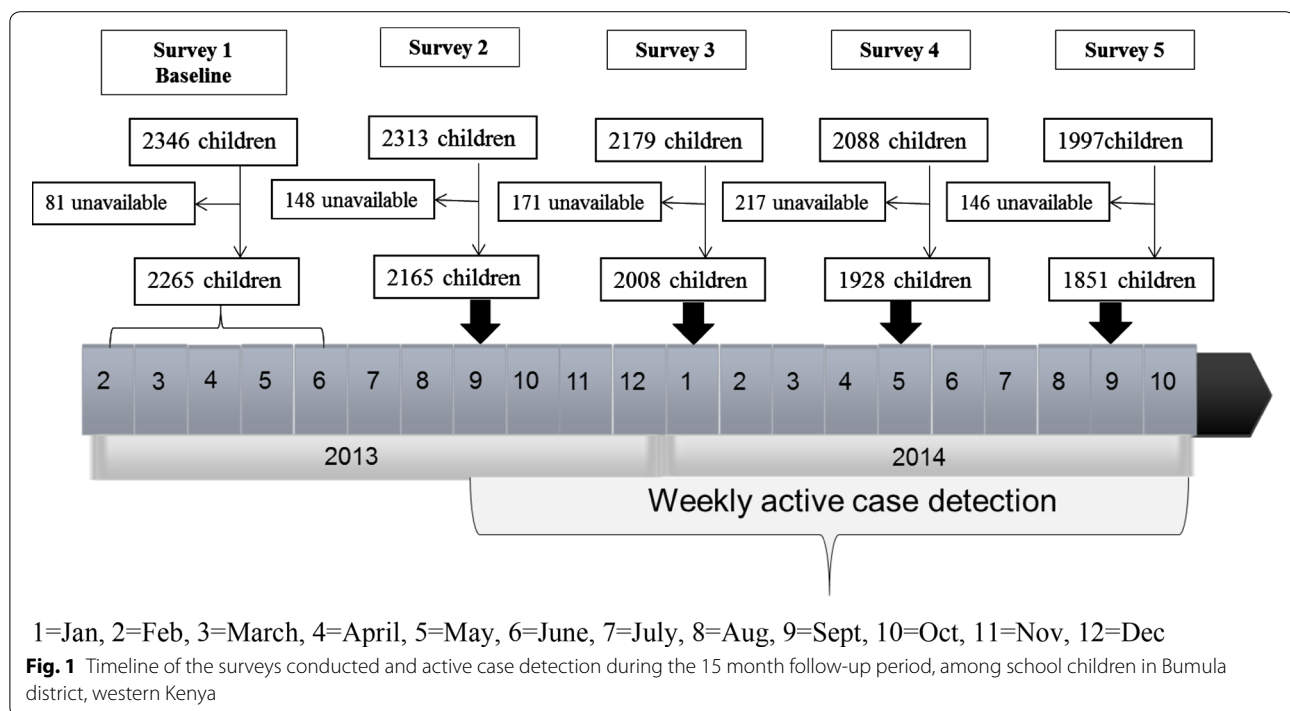 Survey 1
Baseline
Survey 2
Survey 3
Survey 4
Survey 5
2346 children
2313 children
2179 children
2088 children
1997children
81 unavailable
148 unavailable
171 unavailable
217 unavailable
146 unavailable
2265 children
2165 children
2008 children
1928 children
1851 children
2 3 4 5 6 7 8 9 10 11 12 1 2 3 4 5 6 7 8 9 10
2013
2014
Weekly active case detection
1=Jan, 2=Feb, 3=March, 4=April, 5=May, 6=June, 7=July, 8=Aug, 9=Sept, 10=Oct, 11=Nov, 12=Dec
Fig. 1 Timeline of the surveys conducted and active case detection during the 15 month follow-up period, among school children in Bumula
district, western Kenya